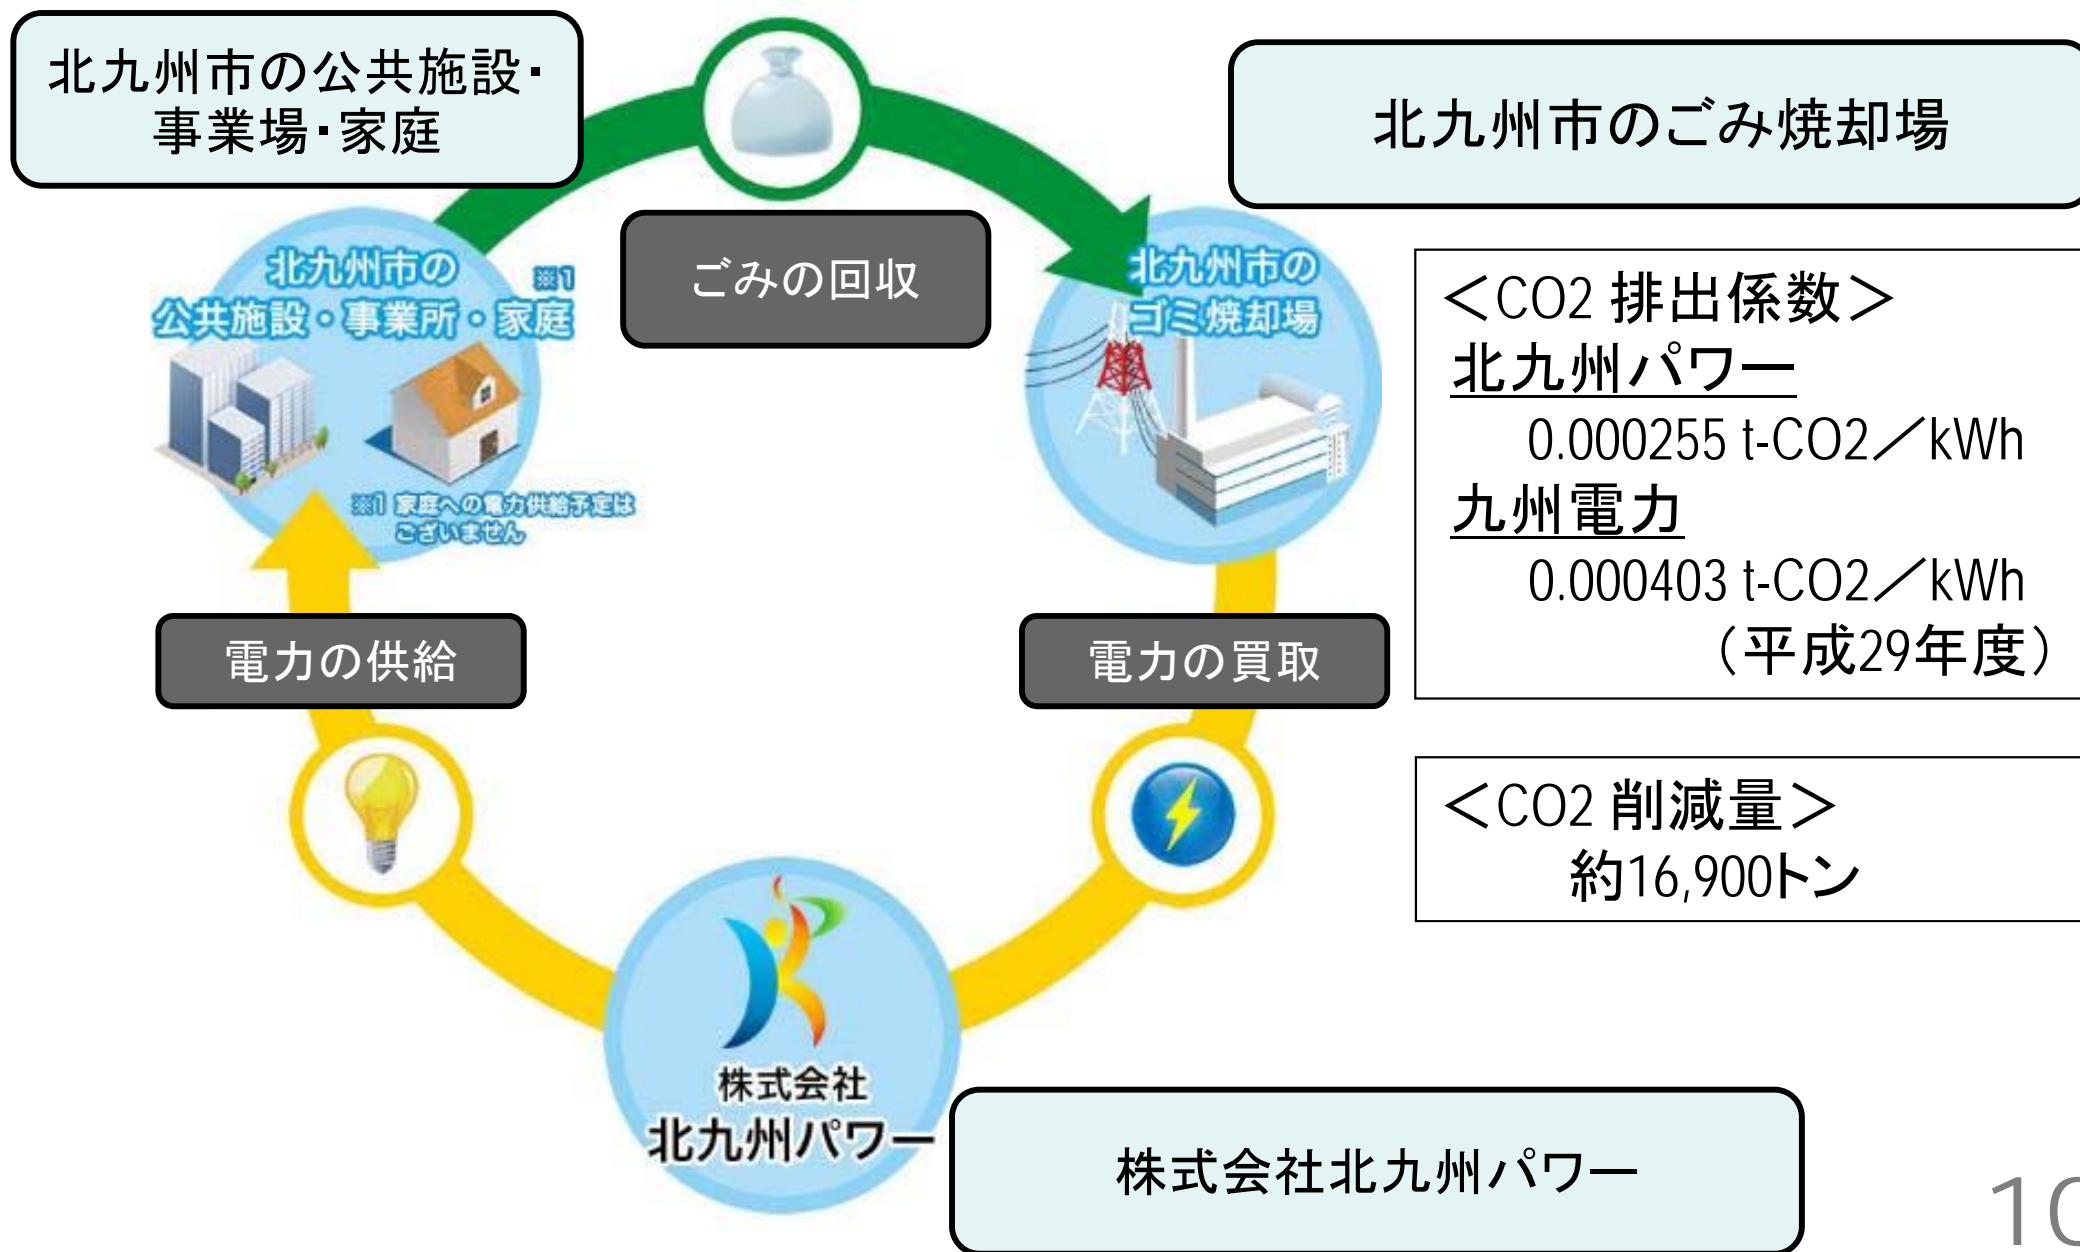 北九州市の公共施設・
事業場・家庭
北九州市のごみ焼却場
ごみの回収
北九州市の
公共施設・事業所・家庭
※1
※1 家庭への電力供給予定は
ございません
北九州市の
ゴミ焼却場
＜CO2 排出係数＞
北九州パワー
0.000255 t-CO2／kWh
九州電力
0.000403 t-CO2／kWh
（平成29年度）
電力の供給
電力の買取
＜CO2 削減量＞
約16,900トン
株式会社
北九州パワー
株式会社北九州パワー
10